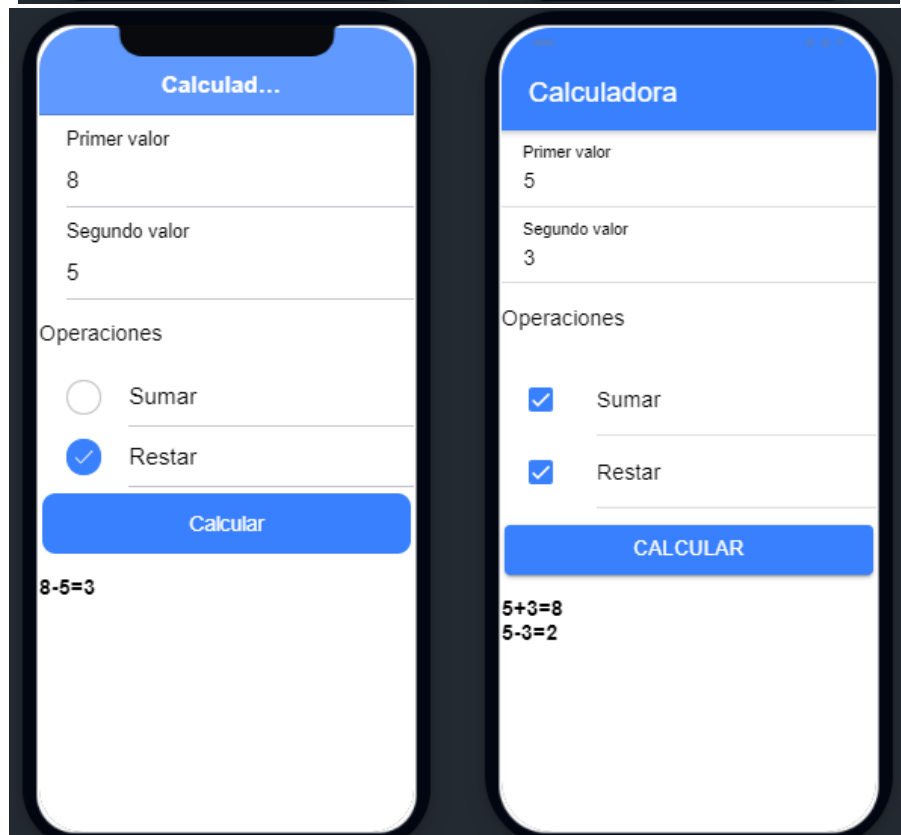 Calculad...
Primer valor
8
Segundo valor
5
Operaciones
Sumar
Restar
Calcular
8-5=3
Calculadora
Primer valor
5
Segundo valor
3
Operaciones
Sumar
Restar
CALCULAR
5+3=8
5-3=2